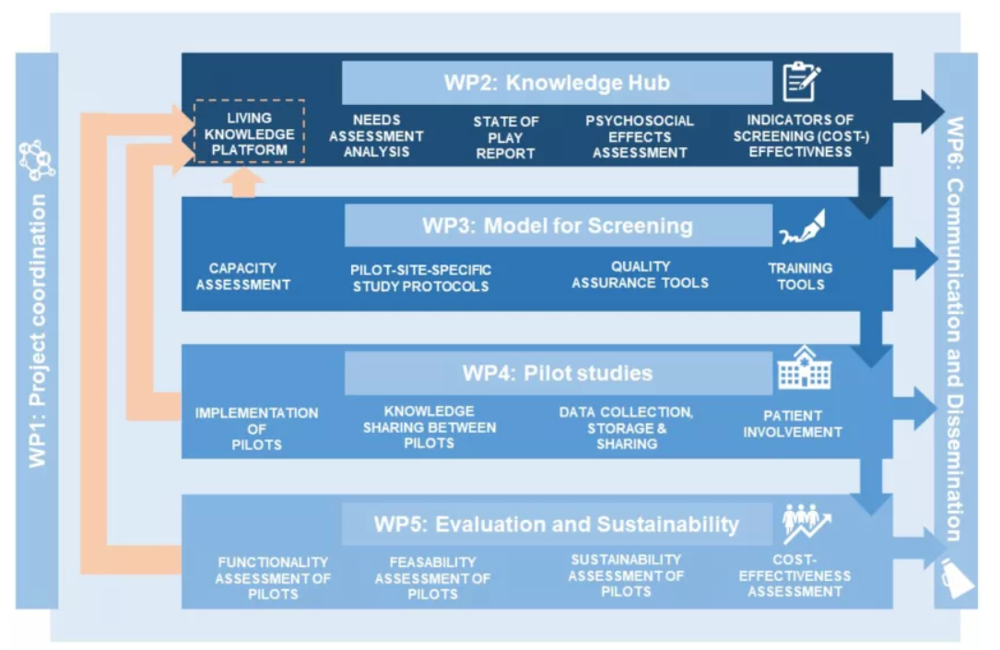 WP1: Project coordination
WP2: Knowledge Hub
LIVING
KNOWLEDGE
PLATFORM
NEEDS
ASSESSMENT
ANALYSIS
STATE OF
PLAY
REPORT
PSYCHOSOCIAL
EFFECTS
ASSESSMENT
INDICATORS OF
SCREENING (COST-)
EFFECTIVNESS
WP3: Model for Screening
CAPACITY
ASSESSMENT
PILOT-SITE-SPECIFIC
STUDY PROTOCOLS
QUALITY
ASSURANCE TOOLS
TRAINING
TOOLS
WP4: Pilot studies
IMPLEMENTATION
OF
PILOTS
KNOWLEDGE
SHARING BETWEEN
PILOTS
DATA COLLECTION,
STORAGE &
SHARING
PATIENT
INVOLVEMENT
WP5: Evaluation and Sustainability
FUNCTIONALITY
ASSESSMENT OF
PILOTS
FEASABILITY
ASSESSMENT OF
PILOTS
SUSTAINABILITY
ASSESSMENT OF
PILOTS
COST-
EFFECTIVENESS
ASSESSMENT
WP6: Communication and Dissemination